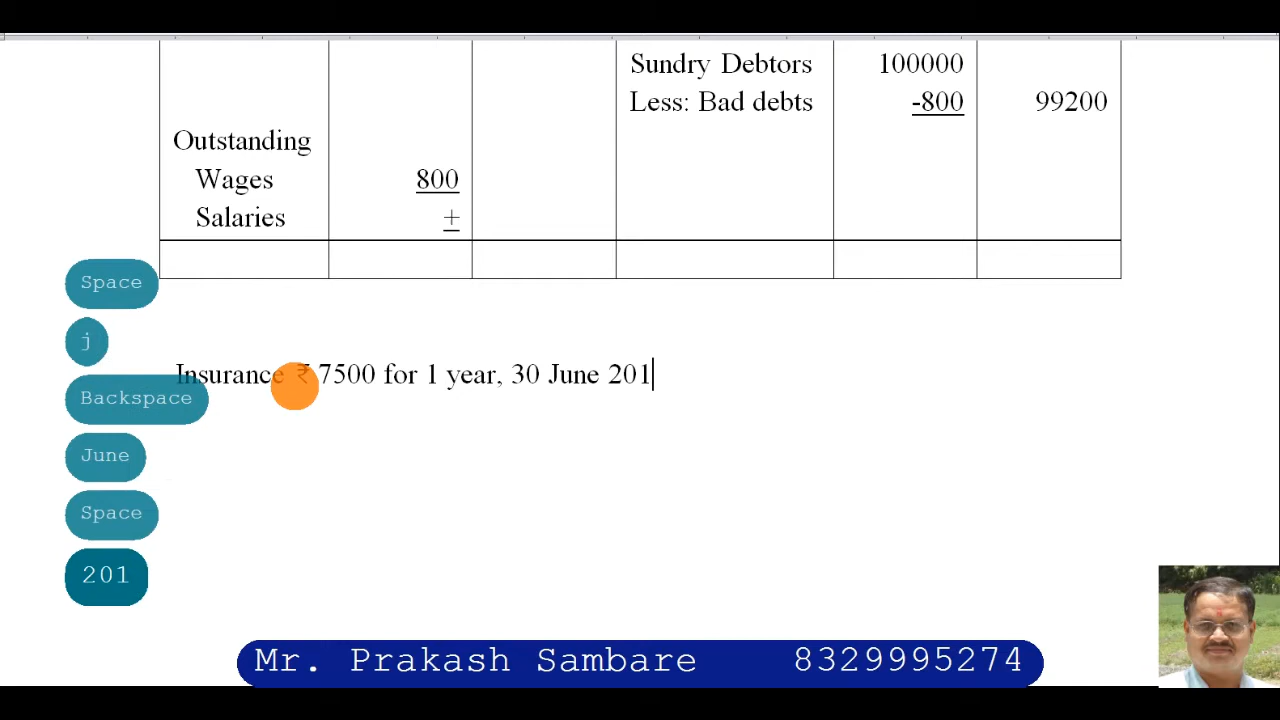 Sundry Debtors 100000
Less: Bad debts -800 99200
Outstanding
Wages 800
Salaries +
Space
j
Insurance ₹ 7500 for 1 year, 30 June 201
Backspace
June
Space
201
Mr. Prakash Sambare 8329995274